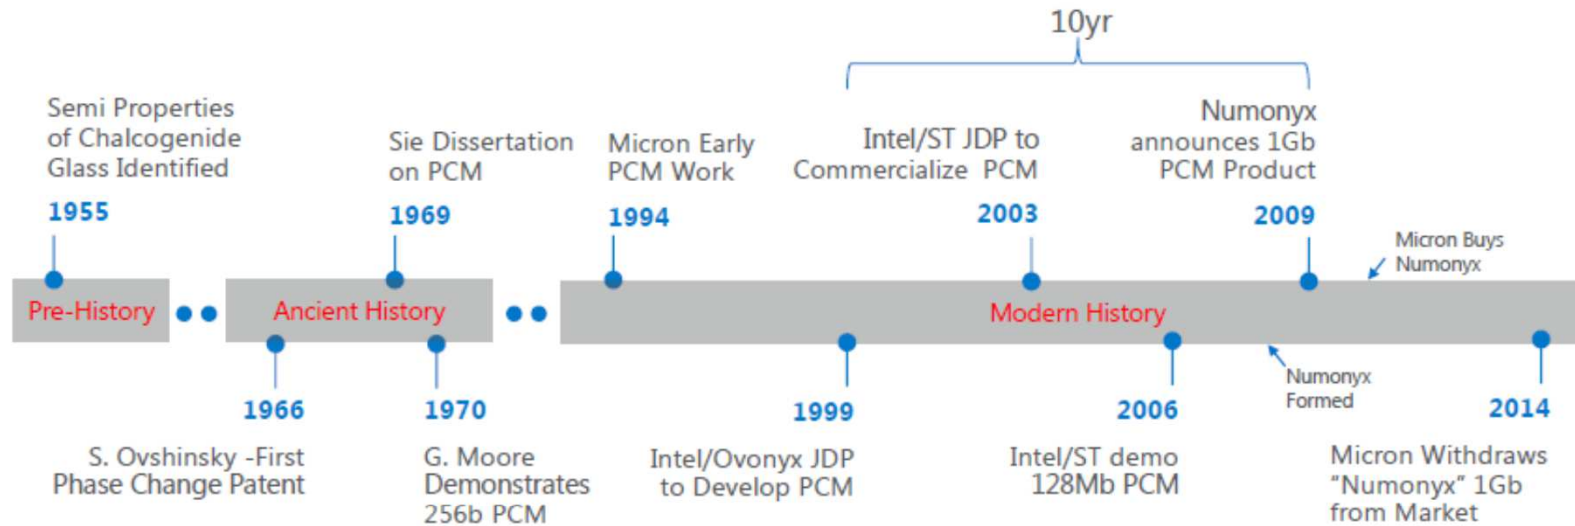 10yr
Semi Properties
of Chalcogenide
Glass Identified
1955
Sie Dissertation
on PCM
1969
Micron Early
PCM Work
1994
Intel/ST JDP to
Commercialize PCM
2003
Numonyx
announces 1Gb
PCM Product
2009
Micron Buys
Numonyx
Pre-History
Ancient History
Modern History
1966
S. Ovshinsky -First
Phase Change Patent
1970
G. Moore
Demonstrates
256b PCM
1999
Intel/Ovonyx JDP
to Develop PCM
2006
Intel/ST demo
128Mb PCM
Numonyx
Formed
2014
Micron Withdraws
"Numonyx" 1Gb
from Market